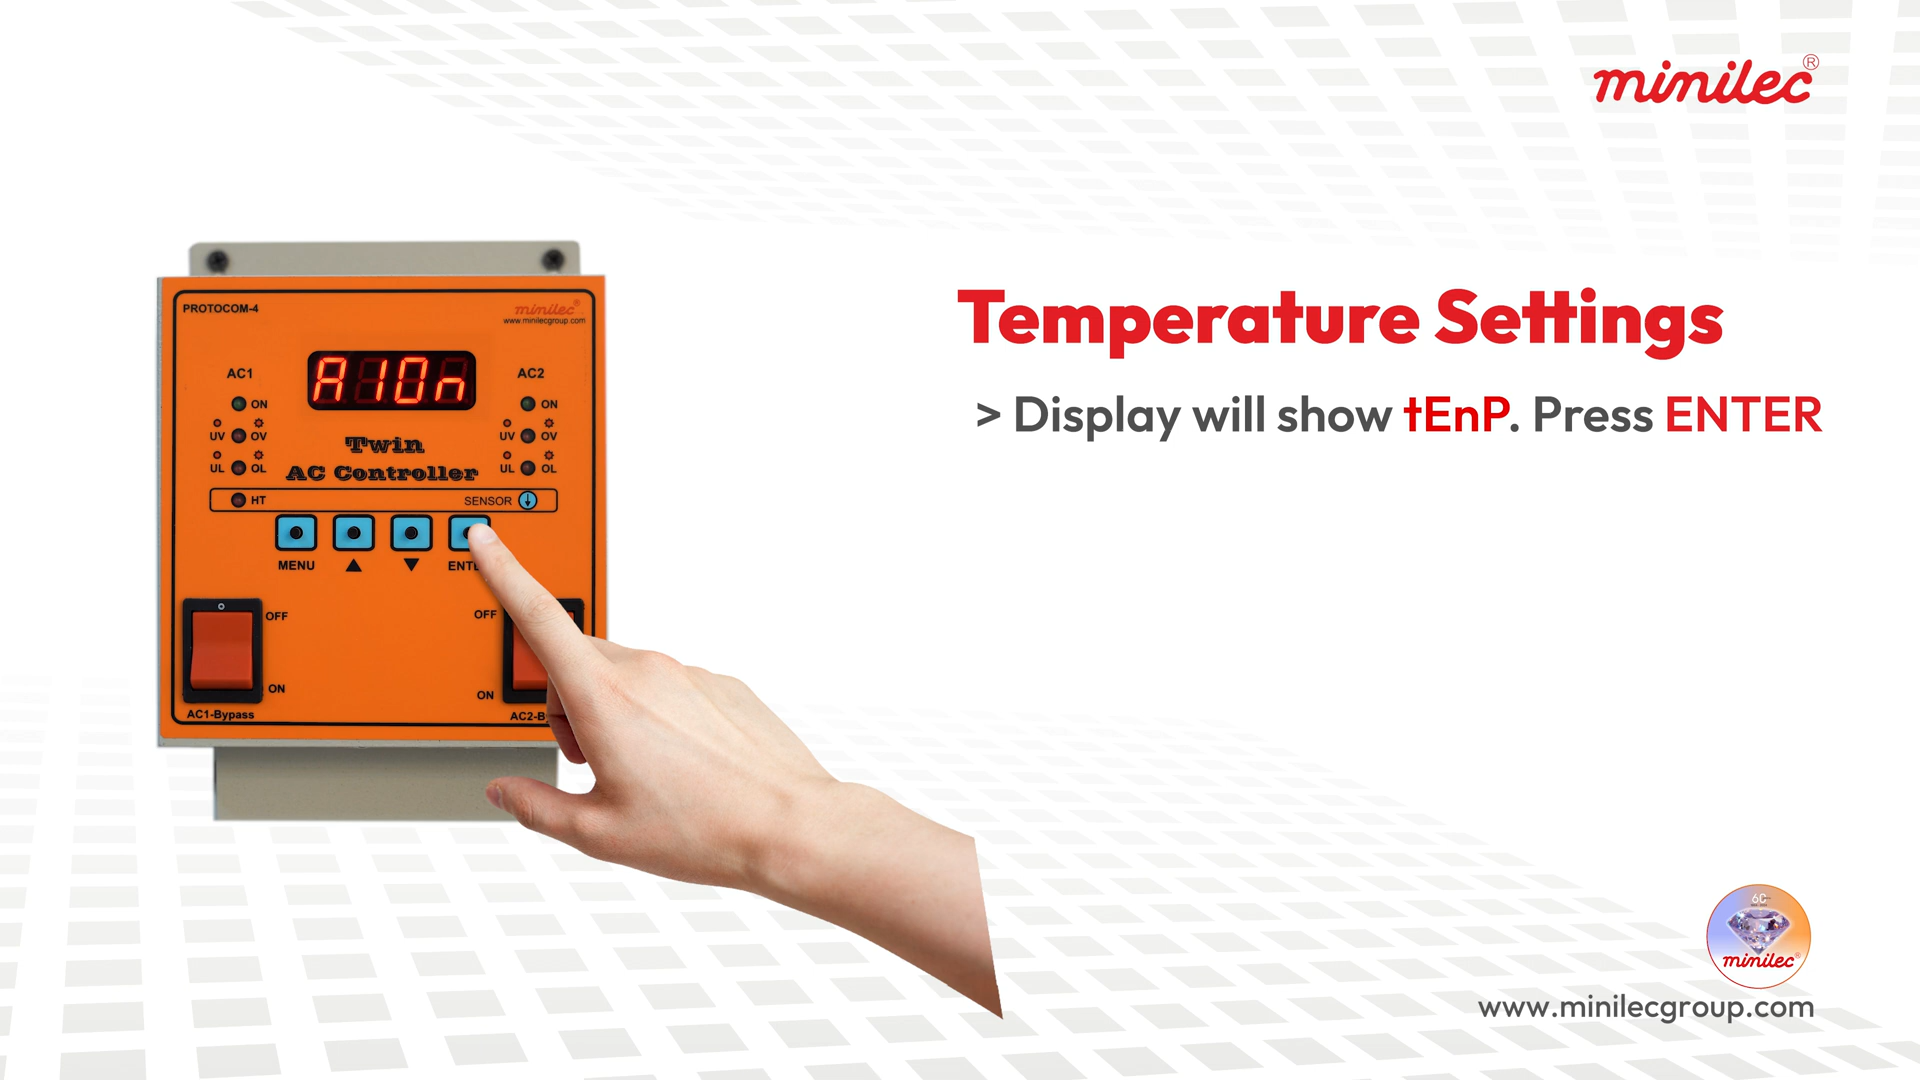 minilec®
PROTOCOM-4
minilec®
www.minilecgroup.com
A10n
AC1
AC2
ON
ON
UV
OV
UV
OV
UL
OL
UL
OL
Twin
AC Controller
HT
SENSOR
MENU
OFF
ON
AC1-Bypass
OFF
ON
Temperature Settings
> Display will show tEnP. Press ENTER
minilec®
www.minilecgroup.com